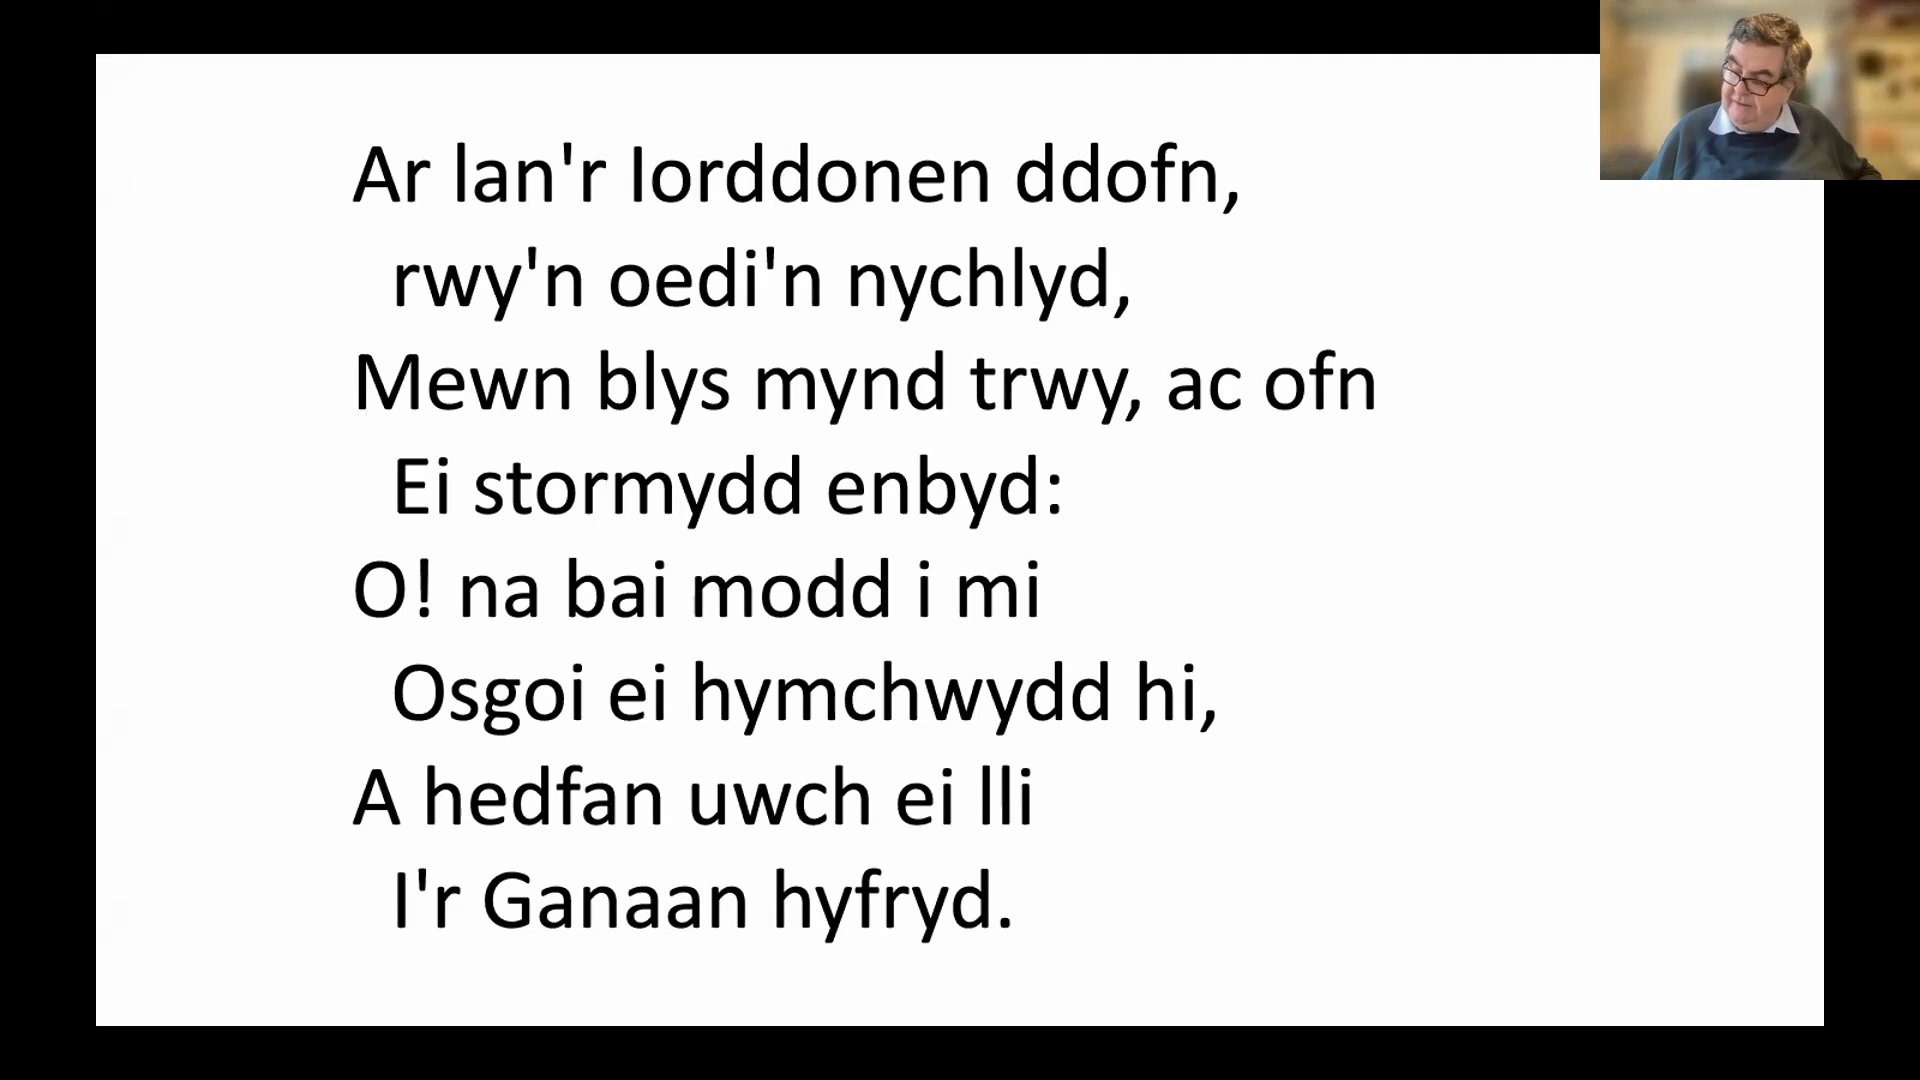 Ar lan'r Iorddonen ddofn,
rwy'n oedi'n nychlyd,
Mewn blys mynd trwy, ac ofn
Ei stormydd enbyd:
O! na bai modd i mi
Osgoi ei hymchwydd hi,
A hedfan uwch ei lli
I'r Ganaan hyfryd.